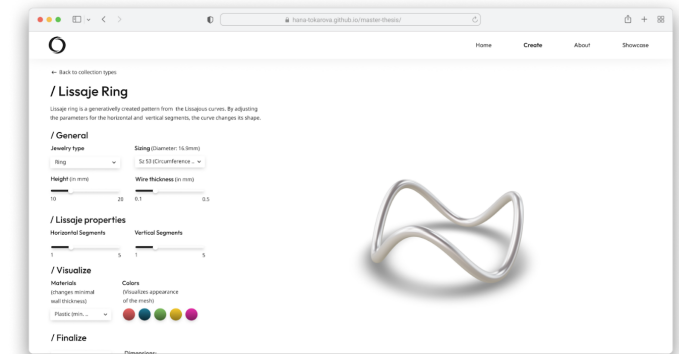 hana-tokarova.github.io/master-thesis/
Home Create About Showcase
← Back to collection types
/ Lissaje Ring
Lissaje ring is a generativelly created pattern from the Lissajous curves. By adjusting
the parameters for the horizontal and vertical segments, the curve changes its shape.
/ General
Jewelry type Sizing (Diameter: 16.9mm)
Ring Sz 53 (Circumference ...
Height (in mm) Wire thickness (in mm)
10 20 0.1 0.5
/ Lissaje properties
Horizontal Segments Vertical Segments
1 5 1 5
/ Visualize
Materials Colors
(changes minimal (Visualizes appearance
wall thickness) of the mesh)
Plastic (min. ...
/ Finalize
Dimensions: